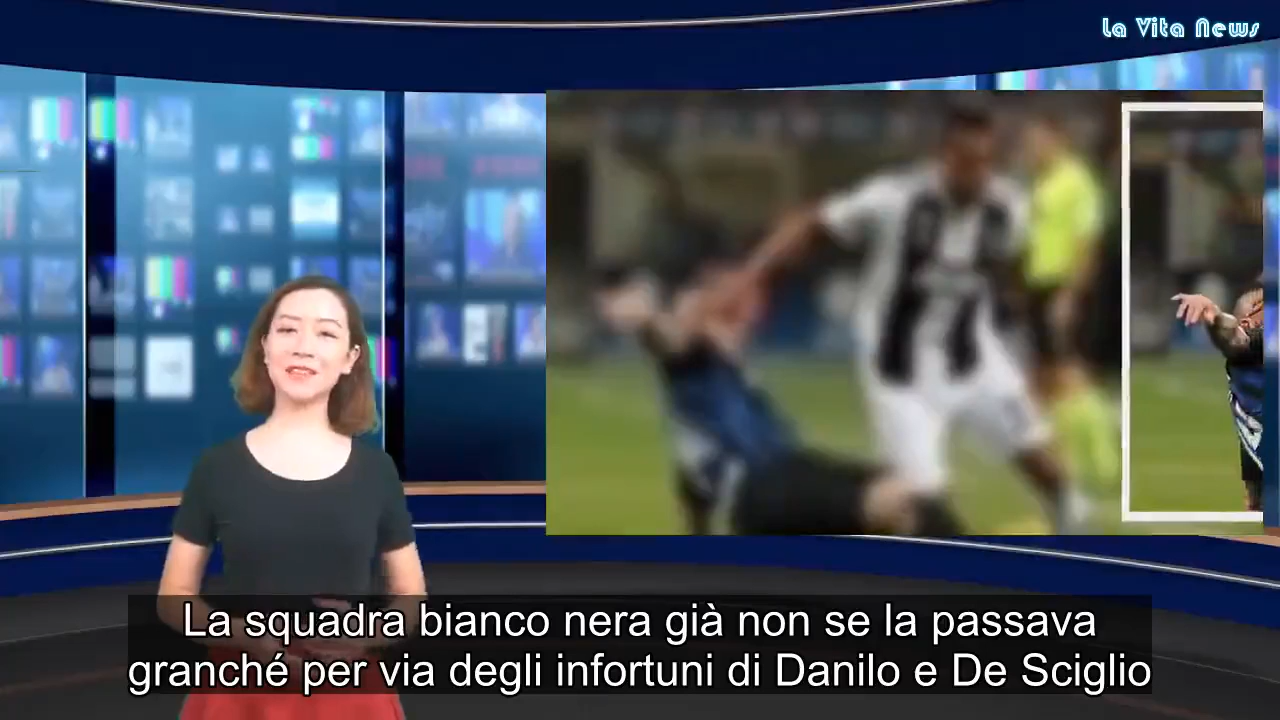 La Vita News
La squadra bianco nera già non se la passava
granché per via degli infortuni di Danilo e De Sciglio